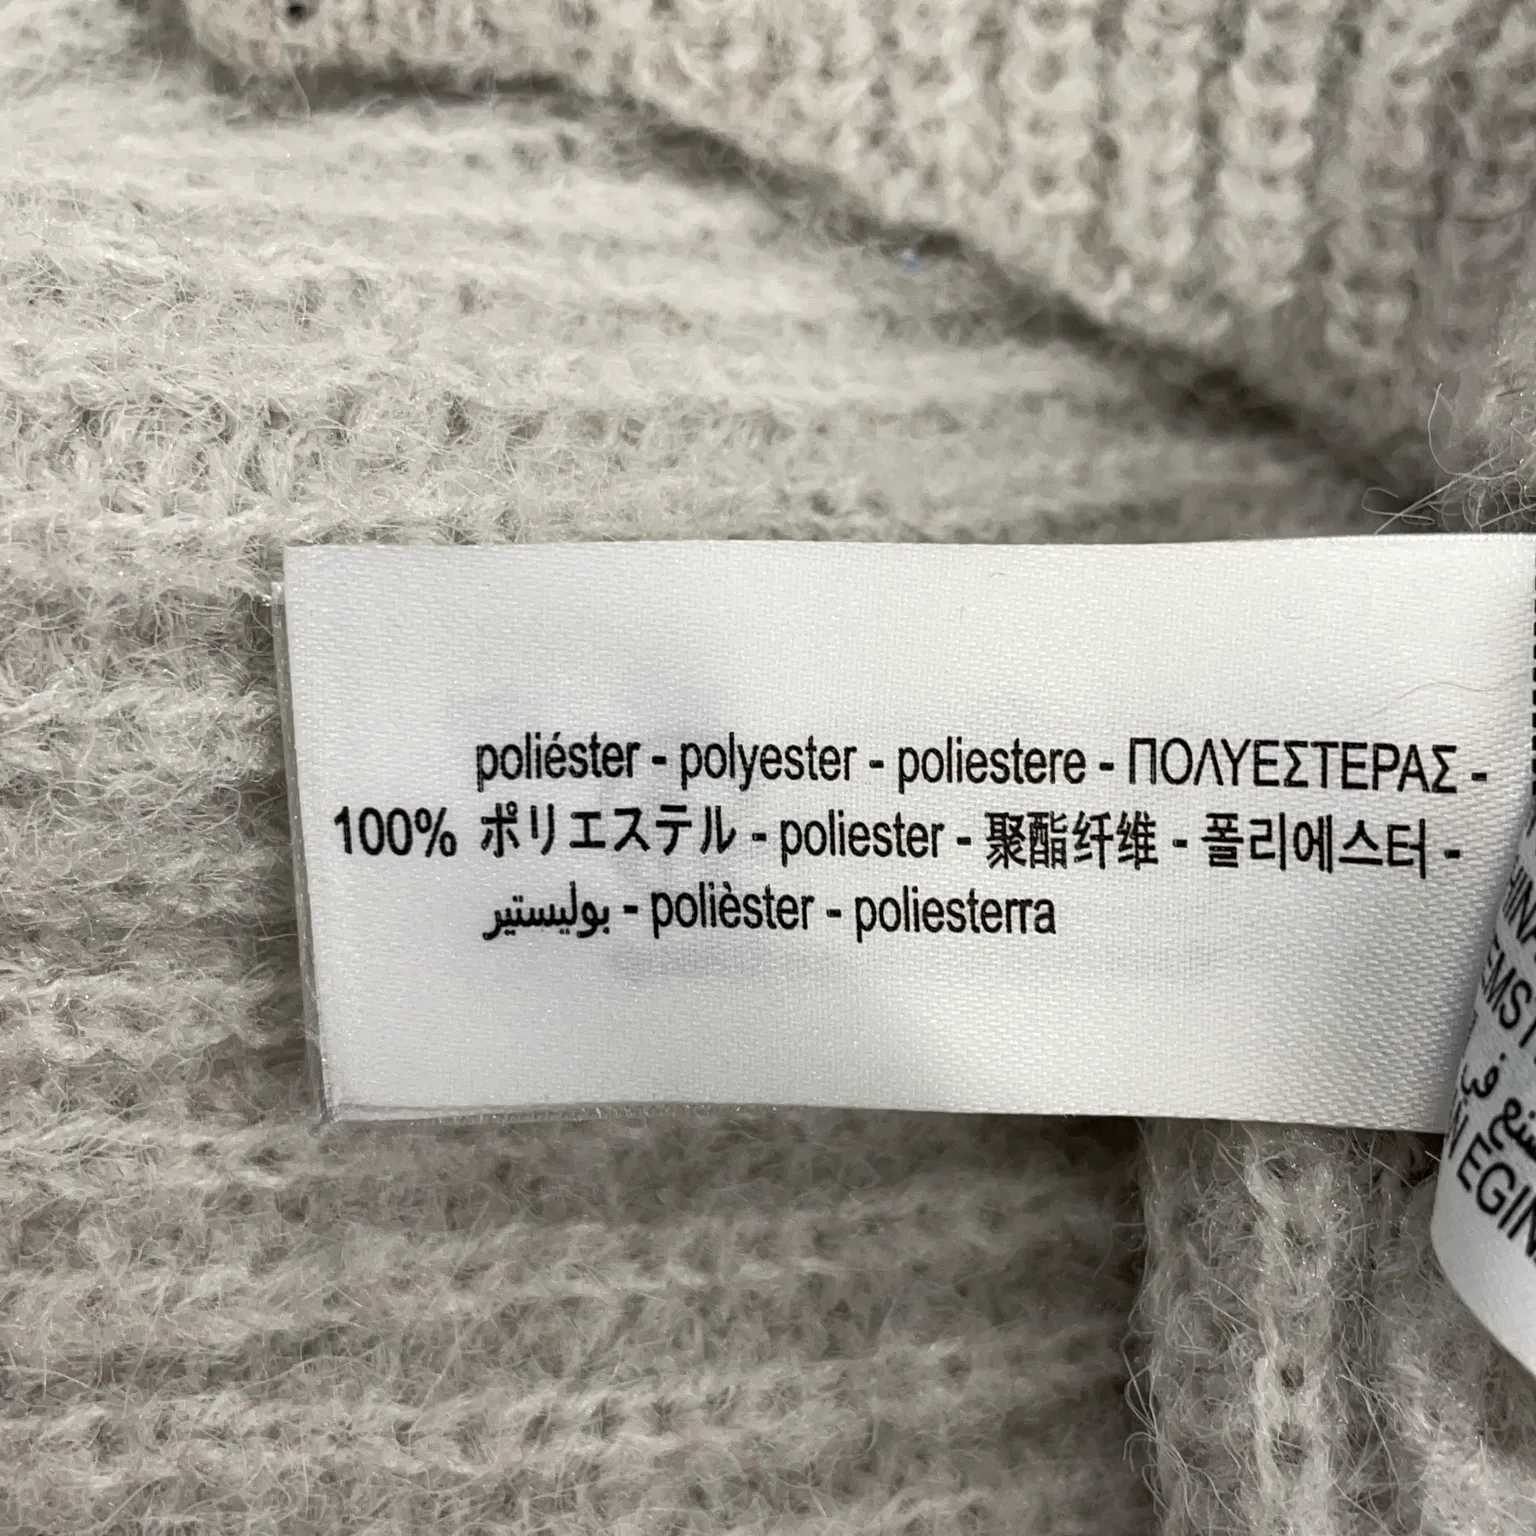 poliéster - polyester - poliestere - ΠΟΛΥΕΣΤΕΡΑΣ -
100% ポリエステル - poliester - 聚酯纤维 - 폴리에스터 -
بوليستير - polièster - poliesterra